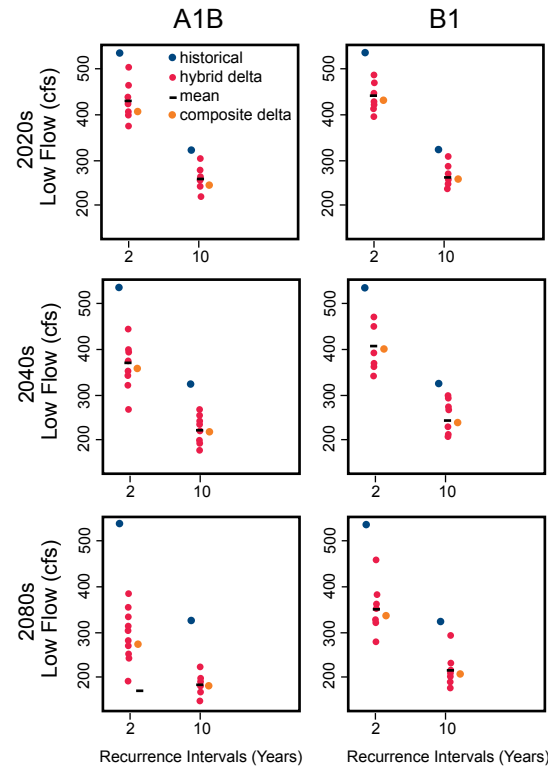 A1B
B1
historical
hybrid delta
mean
composite delta
2020s
Low Flow (cfs)
500
400
300
200
2
10
2
10
500
400
300
200
2040s
Low Flow (cfs)
500
400
300
200
2
10
500
400
300
200
2
10
2080s
Low Flow (cfs)
500
400
300
200
2
10
500
400
300
200
2
10
Recurrence Intervals (Years)
Recurrence Intervals (Years)